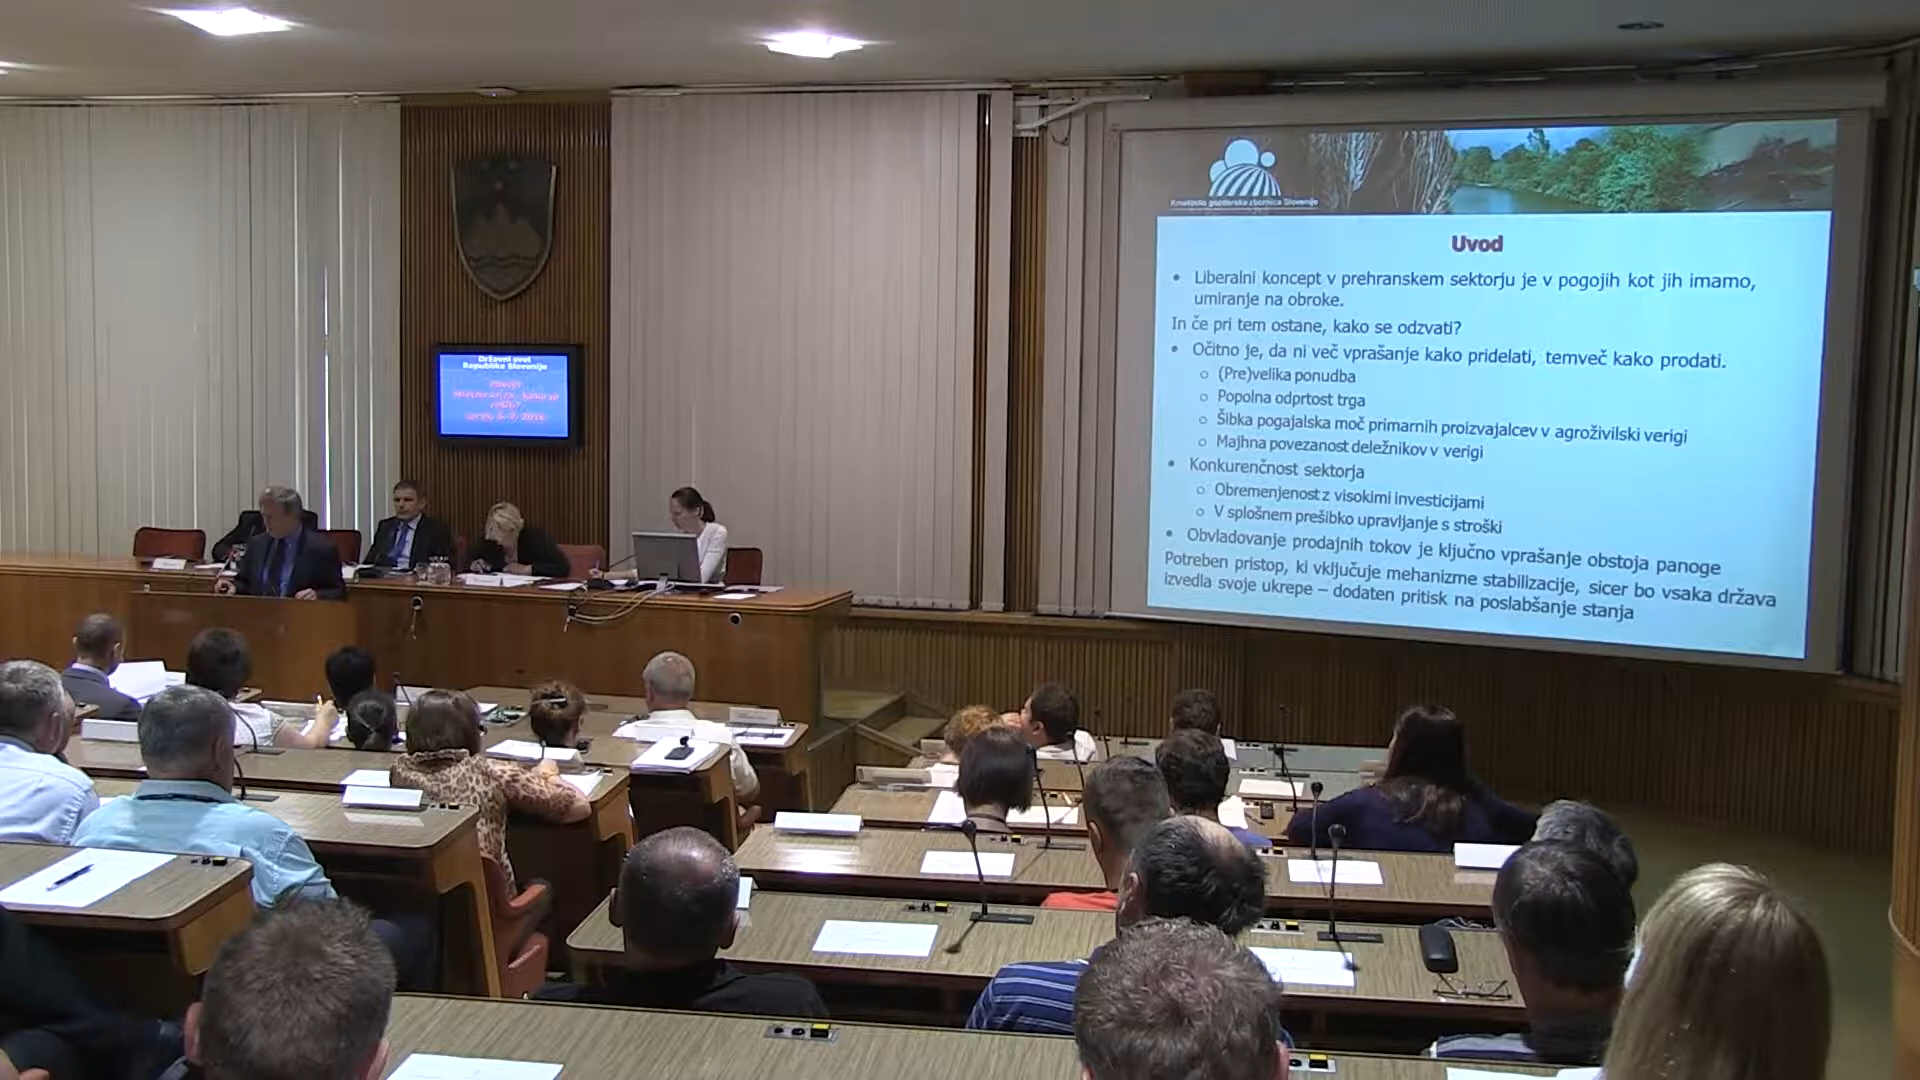 Državni svet
Republike Slovenije
Kmetijsko gozdarska zbornica Slovenije
Uvod
• Liberalni koncept v prehranskem sektorju je v pogojih kot jih imamo,
umiranje na obroke.
In če pri tem ostane, kako se odzvati?
• Očitno je, da ni več vprašanje kako pridelati, temveč kako prodati.
o (Pre)velika ponudba
o Popolna odprtost trga
o Šibka pogajalska moč primarnih proizvajalcev v agroživilski verigi
o Majhna povezanost deležnikov v verigi
• Konkurenčnost sektorja
o Obremenjenost z visokimi investicijami
o V splošnem prešibko upravljanje s stroški
• Obvladovanje prodajnih tokov je ključno vprašanje obstoja panoge
Potreben pristop, ki vključuje mehanizme stabilizacije, sicer bo vsaka država
izvedla svoje ukrepe – dodaten pritisk na poslabšanje stanja